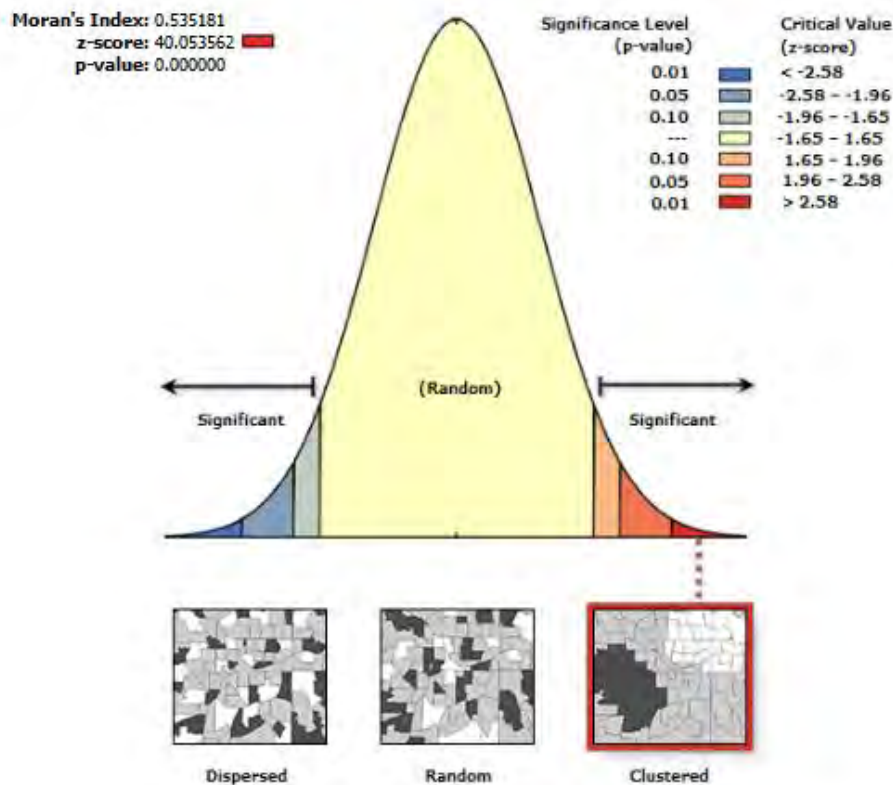 Moran's Index: 0.535181
z-score: 40.053562
p-value: 0.000000
Significance Level
(p-value)
Critical Value
(z-score)
0.01 < -2.58
0.05 -2.58 – -1.96
0.10 -1.96 – -1.65
--- -1.65 – 1.65
0.10 1.65 – 1.96
0.05 1.96 – 2.58
0.01 > 2.58
(Random)
Significant
Significant
Dispersed
Random
Clustered